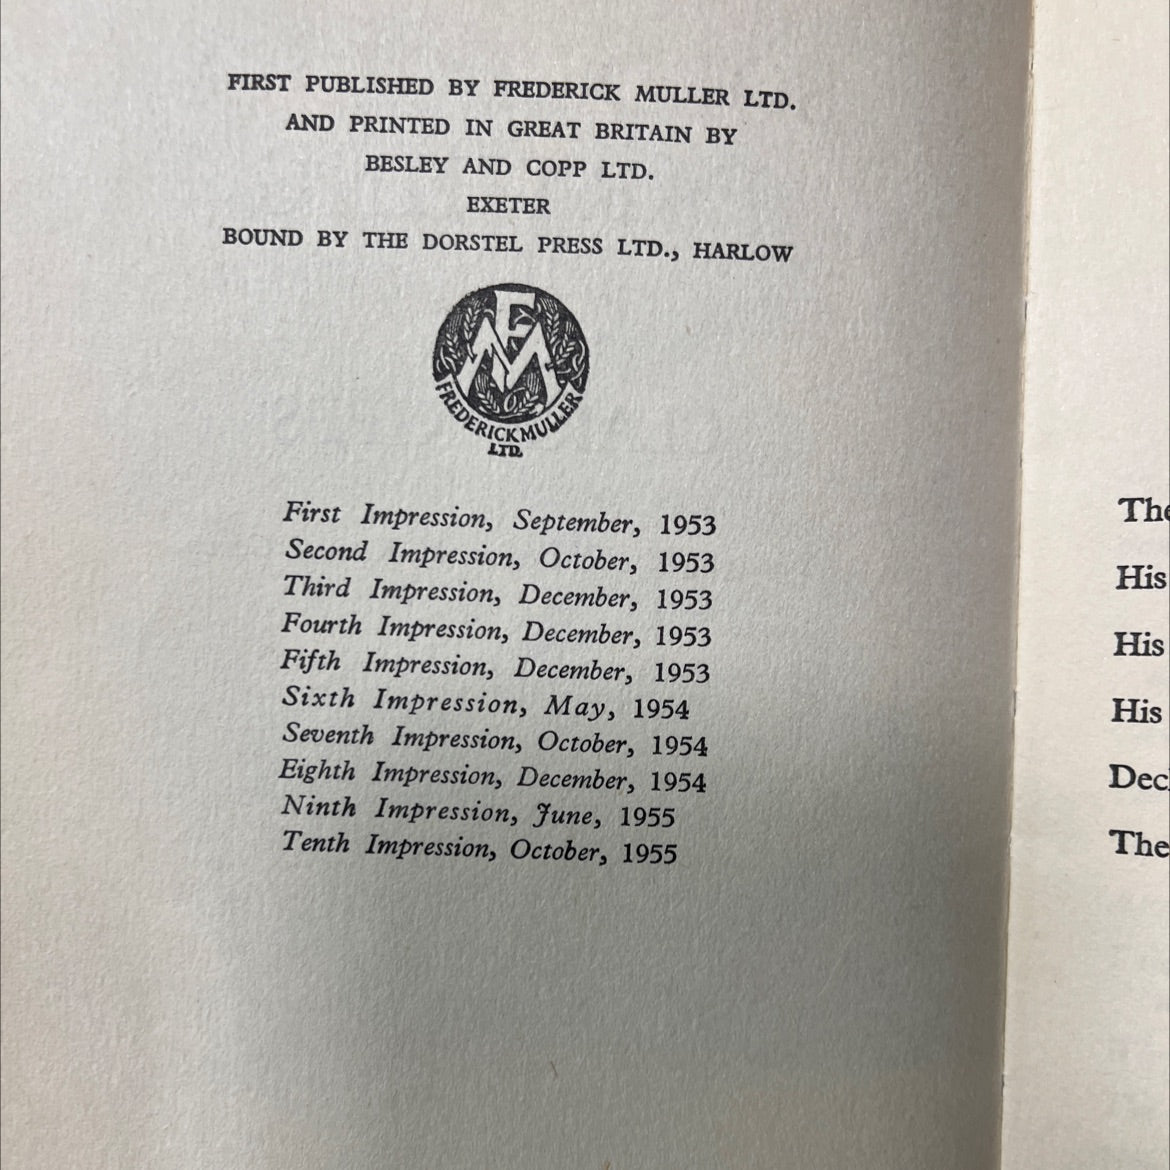 FIRST PUBLISHED BY FREDERICK MULLER LTD.
AND PRINTED IN GREAT BRITAIN BY
BESLEY AND COPP LTD.
EXETER
BOUND BY THE DORSTEL PRESS LTD., HARLOW
FM
FREDERICK MULLER
LTD.
First Impression, September, 1953
Second Impression, October, 1953
Third Impression, December, 1953
Fourth Impression, December, 1953
Fifth Impression, December, 1953
Sixth Impression, May, 1954
Seventh Impression, October, 1954
Eighth Impression, December, 1954
Ninth Impression, June, 1955
Tenth Impression, October, 1955
The
His
His
His
The